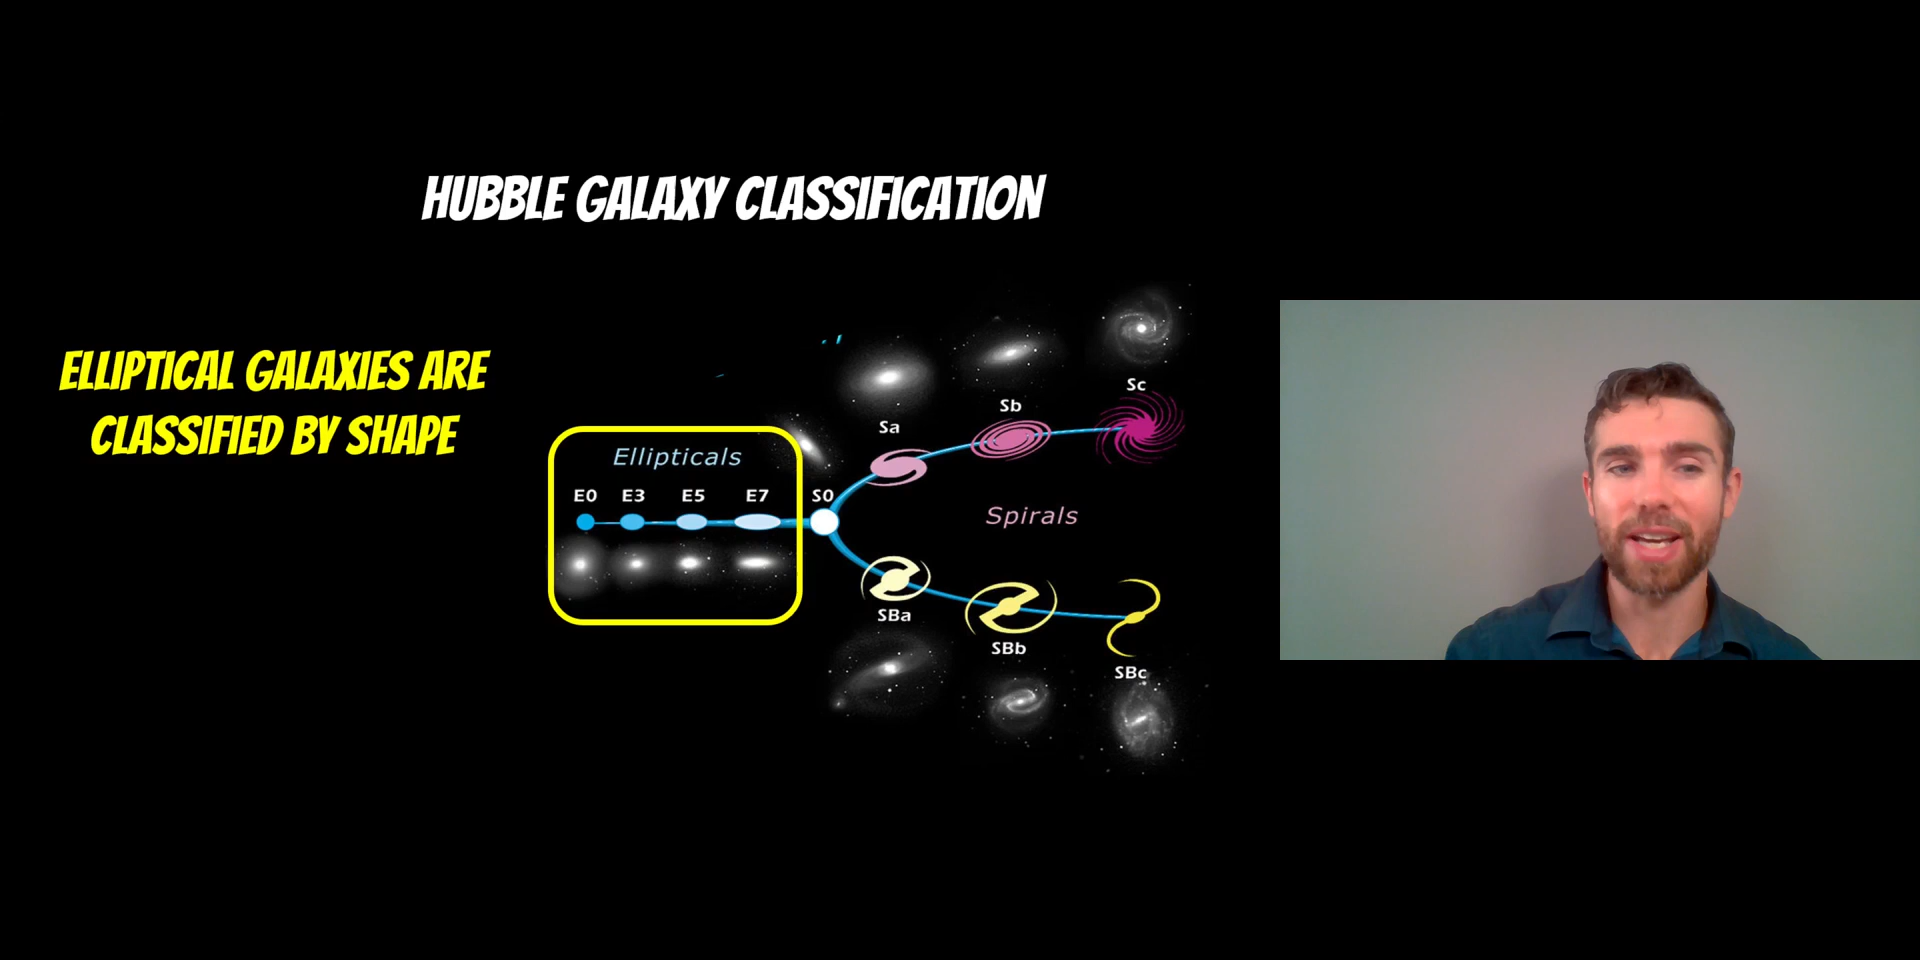 HUBBLE GALAXY CLASSIFICATION
ELLIPTICAL GALAXIES ARE
CLASSIFIED BY SHAPE
Ellipticals
E0 E3 E5 E7 S0
Sa
Sb
Sc
Spirals
SBa
SBb
SBc